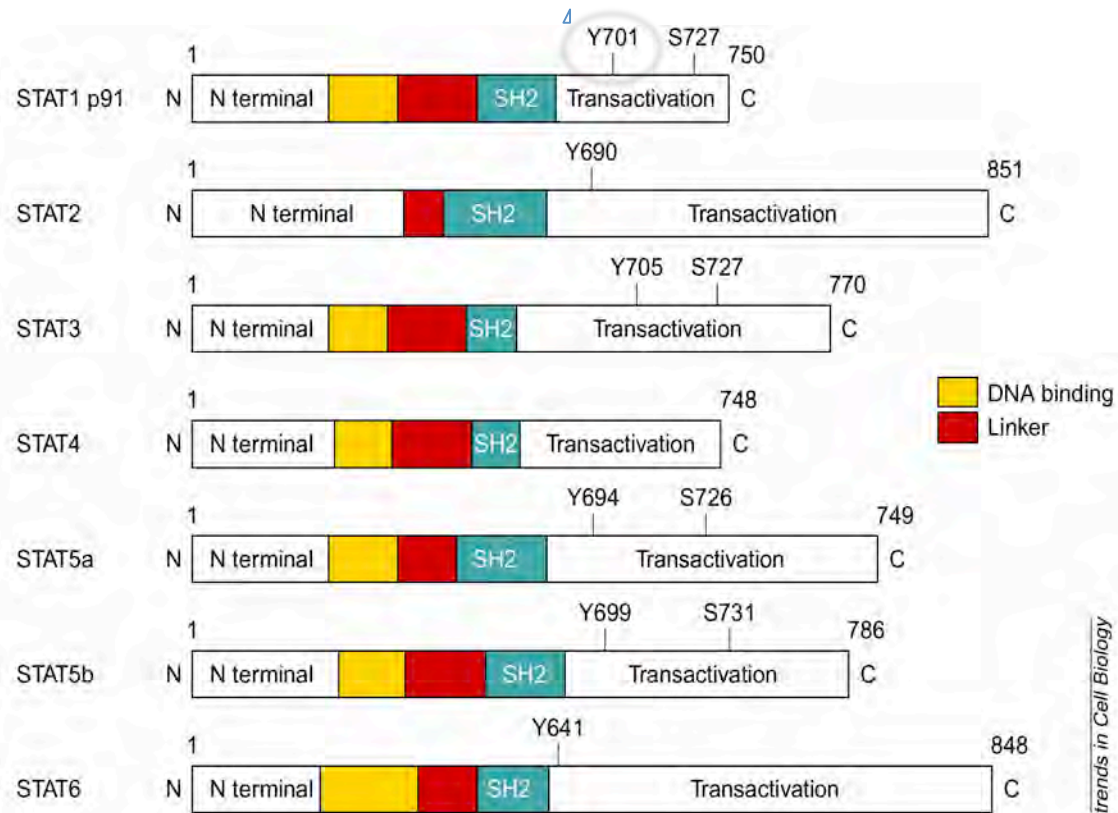 Y701 S727
1 750
STAT1 p91 N N terminal SH2 Transactivation C
Y690
1 851
STAT2 N N terminal SH2 Transactivation C
Y705 S727
1 770
STAT3 N N terminal SH2 Transactivation C
DNA binding
Linker
1 748
STAT4 N N terminal SH2 Transactivation C
Y694 S726
1 749
STAT5a N N terminal SH2 Transactivation C
Y699 S731
1 786
STAT5b N N terminal SH2 Transactivation C
Y641
1 848
STAT6 N N terminal SH2 Transactivation C
trends in Cell Biology